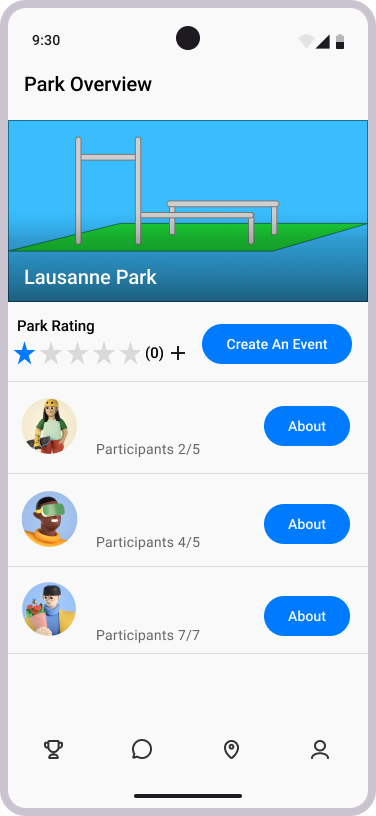 9:30
Park Overview
Lausanne Park
Park Rating
(0)
Create An Event
About
Participants 2/5
About
Participants 4/5
About
Participants 7/7